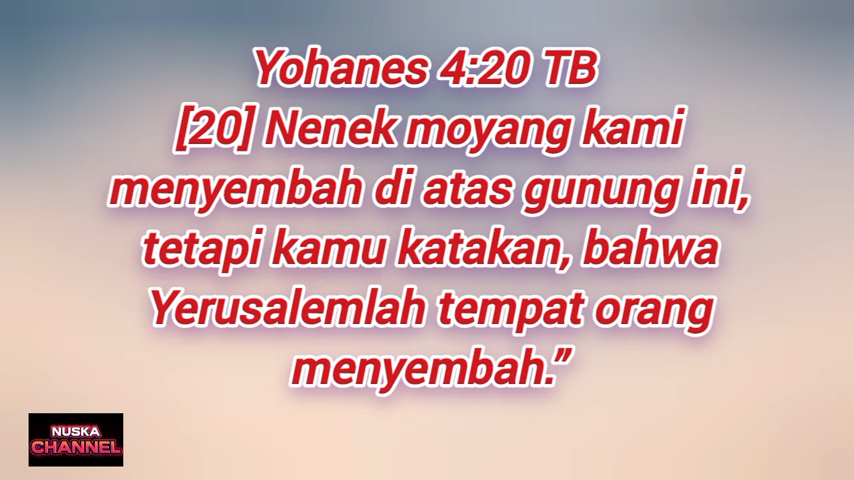 Yohanes 4:20 TB
[20] Nenek moyang kami
menyembah di atas gunung ini,
tetapi kamu katakan, bahwa
Yerusalemlah tempat orang
menyembah.”
NUSKA
CHANNEL